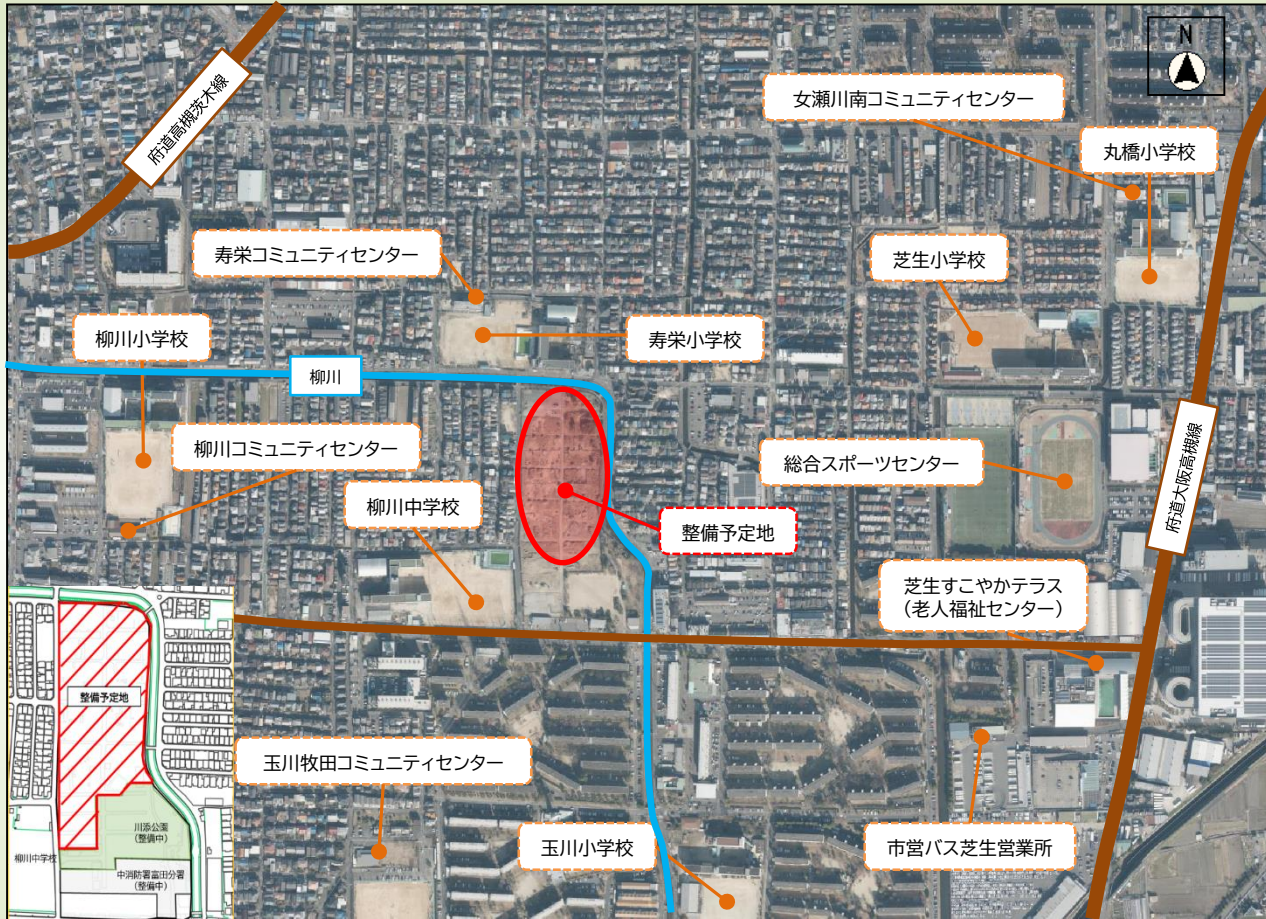 N
府道高槻茨木線
女瀬川南コミュニティセンター
丸橋小学校
寿栄コミュニティセンター
芝生小学校
柳川小学校
寿栄小学校
柳川
柳川コミュニティセンター
総合スポーツセンター
府道大阪高槻線
柳川中学校
整備予定地
芝生すこやかテラス
(老人福祉センター)
整備予定地
玉川牧田コミュニティセンター
川添公園
(整備中)
柳川中学校
中消防署富田分署
(整備中)
玉川小学校
市営バス芝生営業所